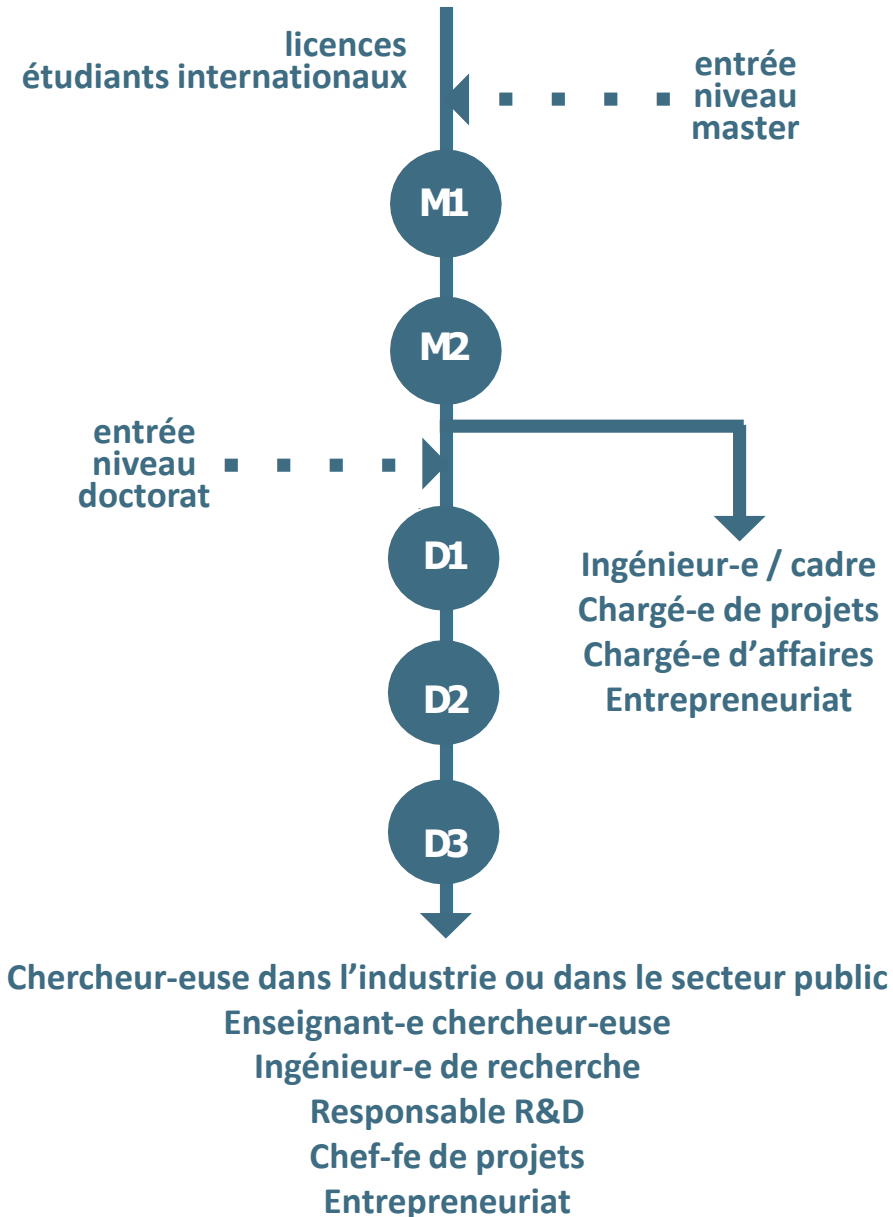 licences
étudiants internationaux
entrée
niveau
master
M1
M2
entrée
niveau
doctorat
D1
Ingénieur-e / cadre
Chargé-e de projets
Chargé-e d’affaires
Entrepreneuriat
D2
D3
Chercheur-euse dans l’industrie ou dans le secteur public
Enseignant-e chercheur-euse
Ingénieur-e de recherche
Responsable R&D
Chef-fe de projets
Entrepreneuriat